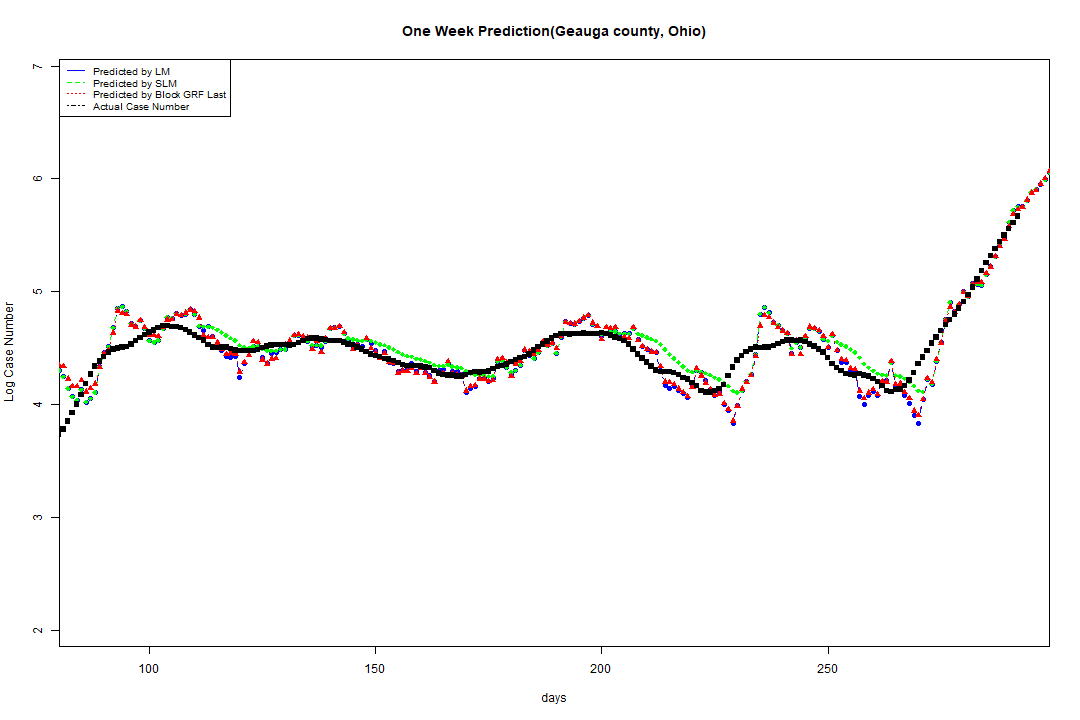 One Week Prediction(Geauga county, Ohio)
Predicted by LM
Predicted by SLM
Predicted by Block GRF Last
Actual Case Number
Log Case Number
7
6
5
4
3
2
100 150 200 250
days